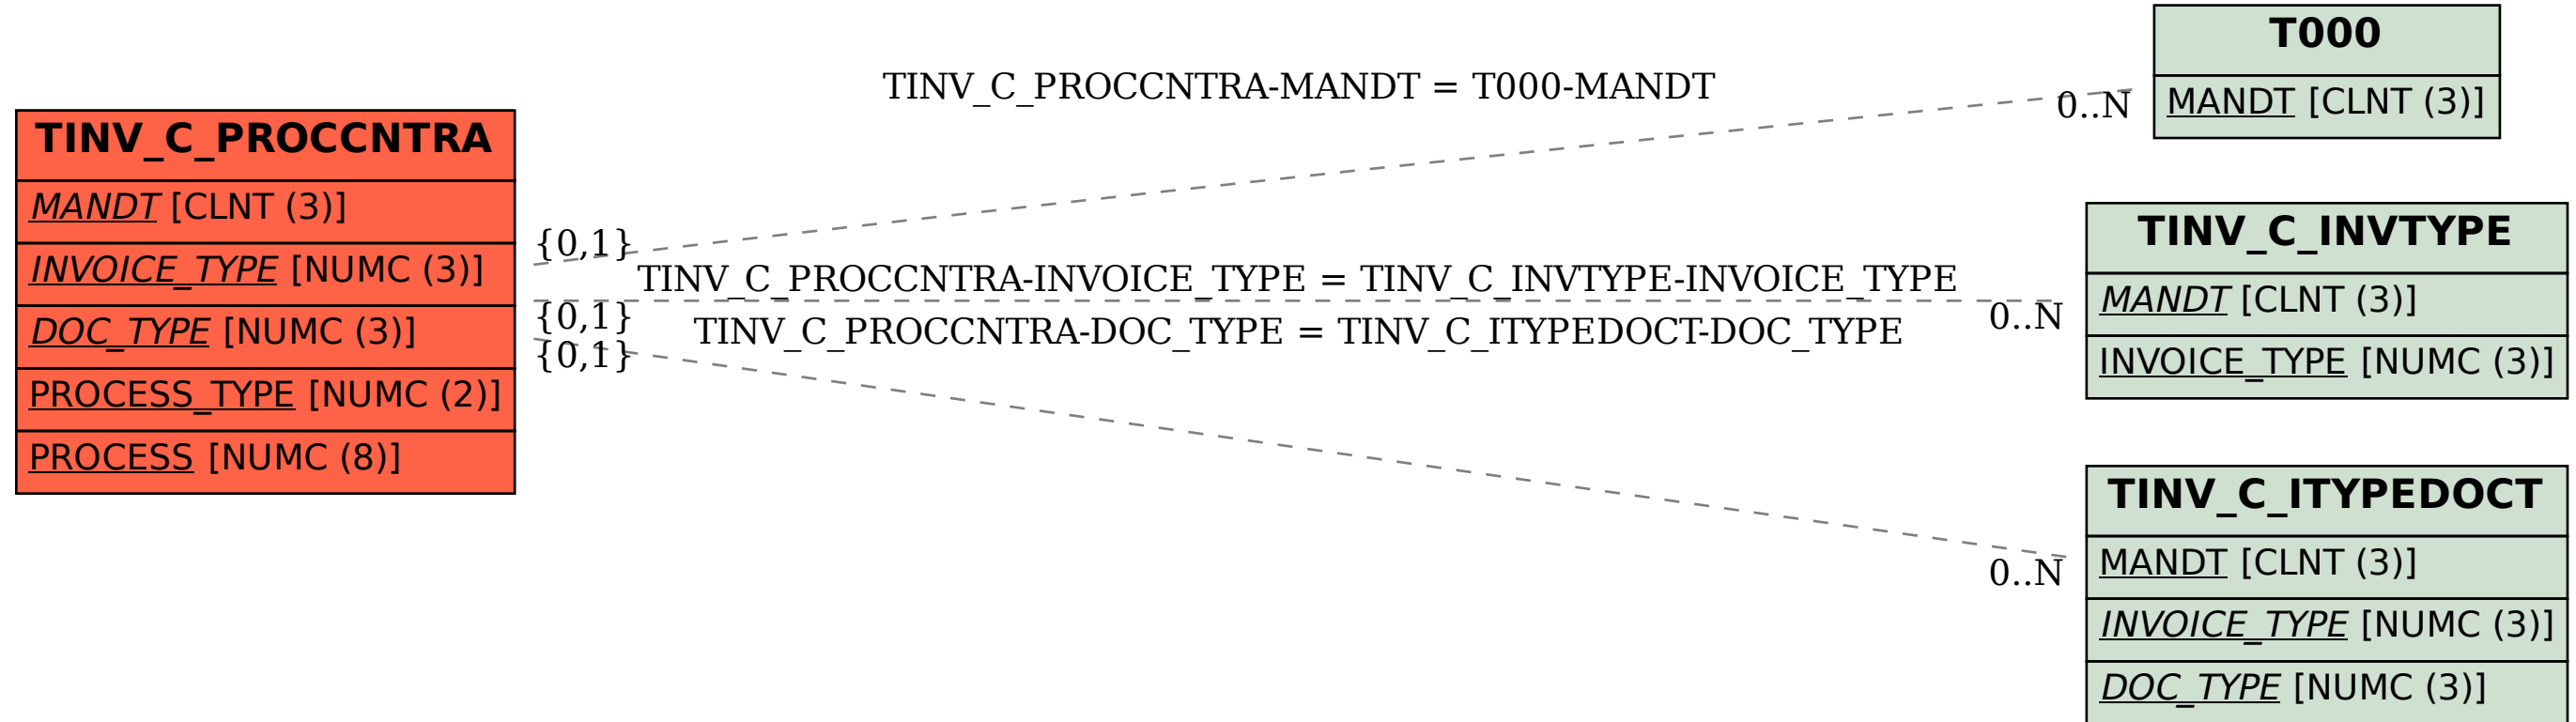 TINV_C_PROCCNTRA
MANDT [CLNT (3)]
INVOICE_TYPE [NUMC (3)]
DOC_TYPE [NUMC (3)]
PROCESS_TYPE [NUMC (2)]
PROCESS [NUMC (8)]
TINV_C_PROCCNTRA-MANDT = T000-MANDT
{0,1}
0..N
TINV_C_PROCCNTRA-INVOICE_TYPE = TINV_C_INVTYPE-INVOICE_TYPE
{0,1}
0..N
TINV_C_PROCCNTRA-DOC_TYPE = TINV_C_ITYPEDOCT-DOC_TYPE
{0,1}
0..N
T000
MANDT [CLNT (3)]
TINV_C_INVTYPE
MANDT [CLNT (3)]
INVOICE_TYPE [NUMC (3)]
TINV_C_ITYPEDOCT
MANDT [CLNT (3)]
INVOICE_TYPE [NUMC (3)]
DOC_TYPE [NUMC (3)]